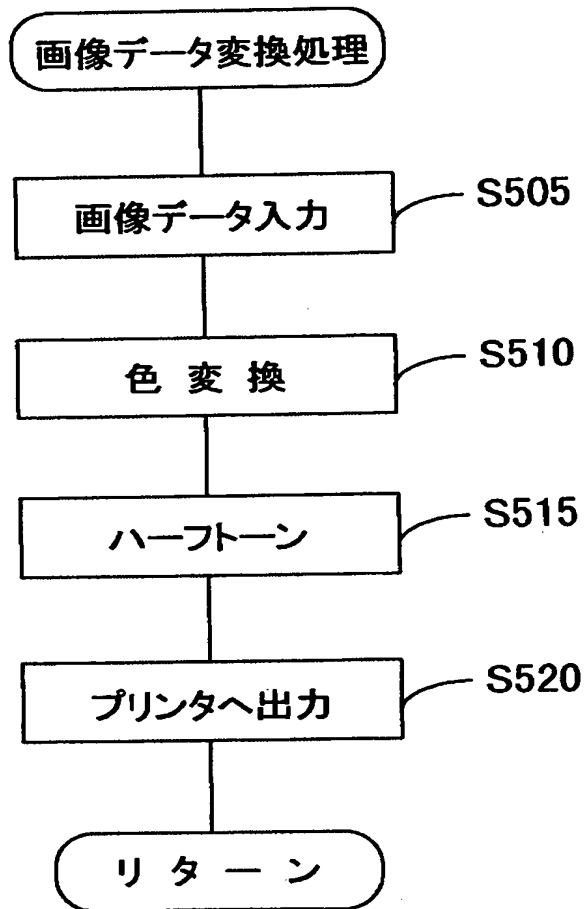 画像データ変換処理
画像データ入力
S505
色変換
S510
ハーフトーン
S515
プリンタへ出力
S520
リターン